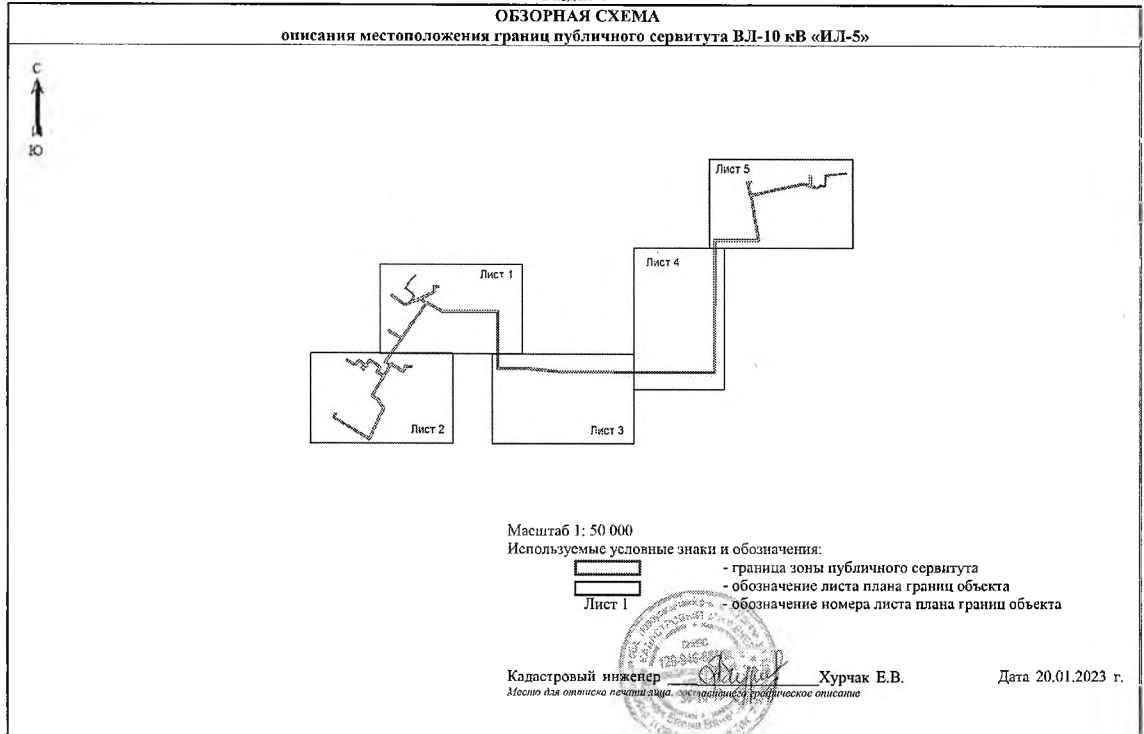 ОБЗОРНАЯ СХЕМА
описания местоположения границ публичного сервитута ВЛ-10 кВ «ИЛ-5»
С
Ю
Лист 5
Лист 4
Лист 1
Лист 2
Лист 3
Масштаб 1: 50 000
Используемые условные знаки и обозначения:
- граница зоны публичного сервитута
- обозначение листа плана границ объекта
Лист 1 - обозначение номера листа плана границ объекта
КАДАСТРОВЫЙ ИНЖЕНЕР
Кадастровый инженер Хурчак Е.В. Дата 20.01.2023 г.
Место для оттиска печати лица, составившего графическое описание